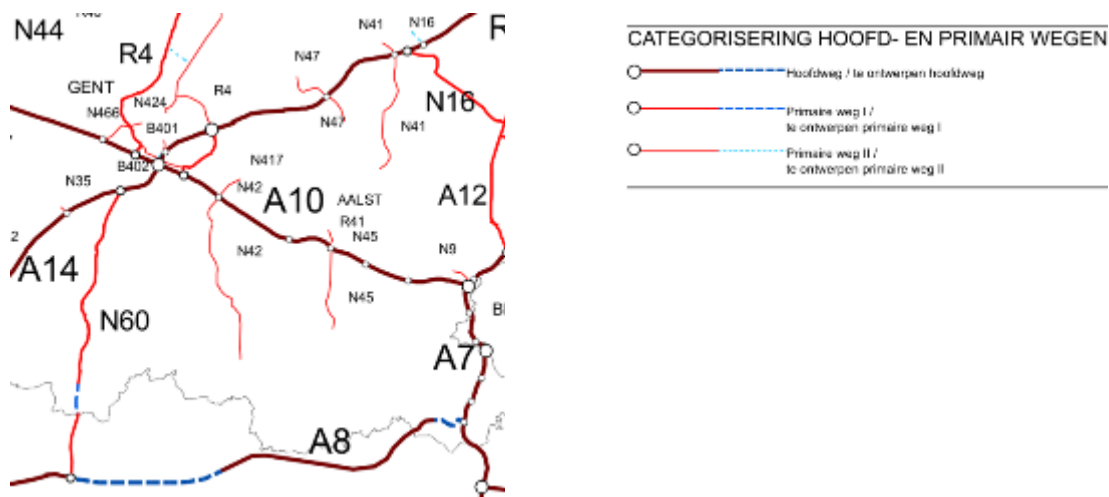 N44
R4
N41
N16
R
N47
GENT
N424
R4
N466
B401
N47
N41
N16
B402
N417
N35
N42
A10
AALST
A12
R41
N45
2
N42
N9
A14
N45
N60
BI
A7
A8
CATEGORISERING HOOFD- EN PRIMAIR WEGEN
Hoofdweg / te ontwerpen hoofdweg
Primaire weg I /
te ontwerpen primaire weg I
Primaire weg II /
te ontwerpen primaire weg II